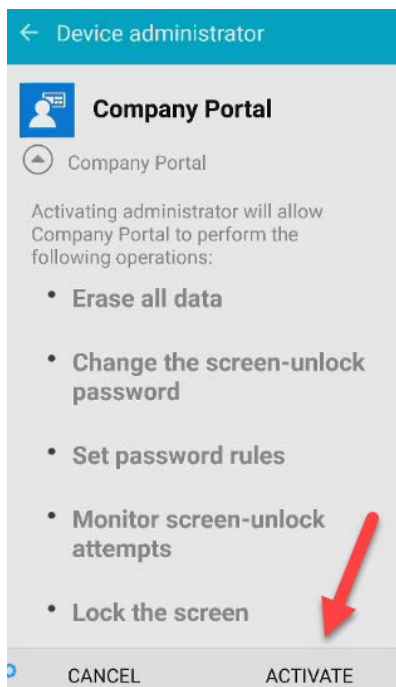 Device administrator
Company Portal
Company Portal
Activating administrator will allow
Company Portal to perform the
following operations:
• Erase all data
• Change the screen-unlock
password
• Set password rules
• Monitor screen-unlock
attempts
• Lock the screen
CANCEL ACTIVATE